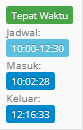 Tepat Waktu
Jadwal:
10:00-12:30
Masuk:
10:02:28
Keluar:
12:16:33